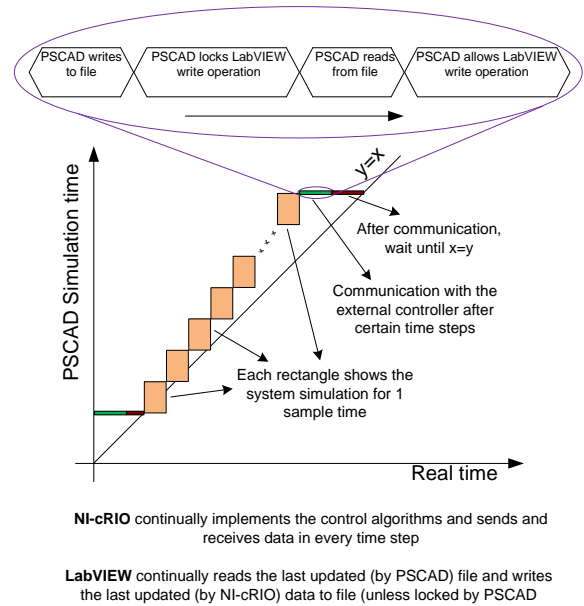 PSCAD writes
to file
PSCAD locks LabVIEW
write operation
PSCAD reads
from file
PSCAD allows LabVIEW
write operation
y=x
PSCAD Simulation time
After communication,
wait until x=y
Communication with the
external controller after
certain time steps
Each rectangle shows the
system simulation for 1
sample time
Real time
NI-cRIO continually implements the control algorithms and sends and
receives data in every time step
LabVIEW continually reads the last updated (by PSCAD) file and writes
the last updated (by NI-cRIO) data to file (unless locked by PSCAD